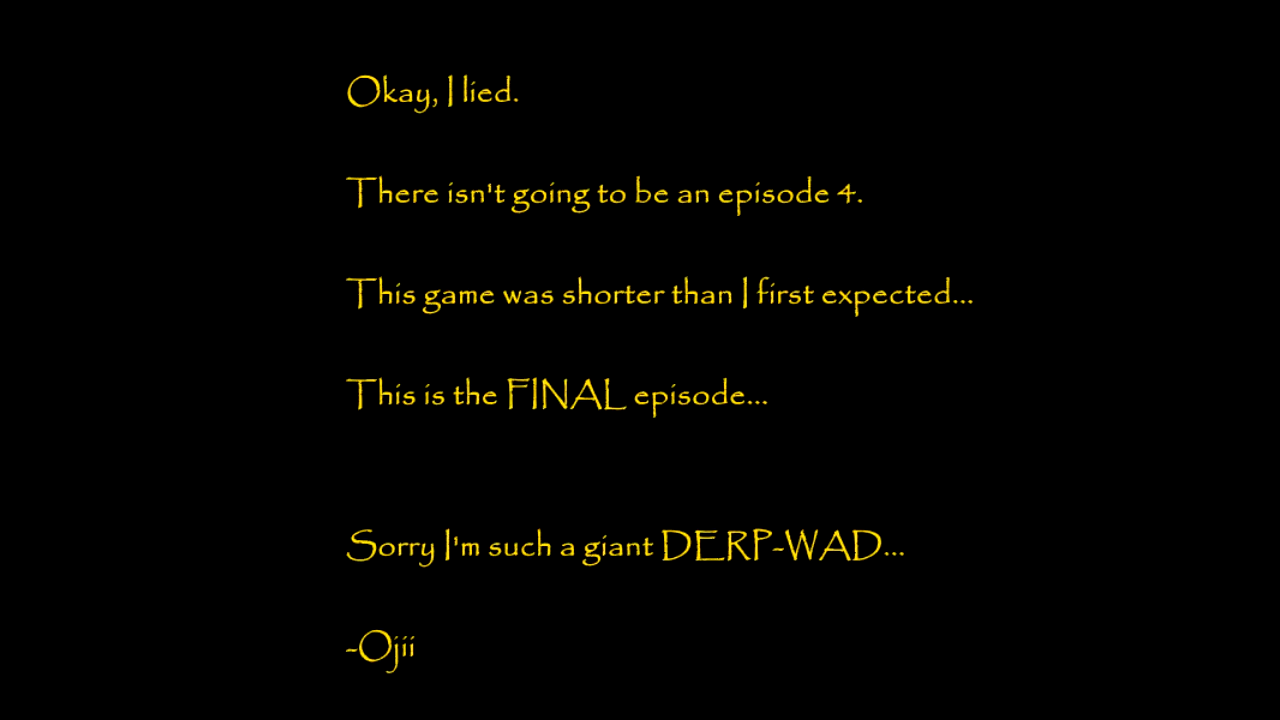 Okay, I lied.
There isn't going to be an episode 4.
This game was shorter than I first expected...
This is the FINAL episode...
Sorry I'm such a giant DERP-WAD...
-Ojii